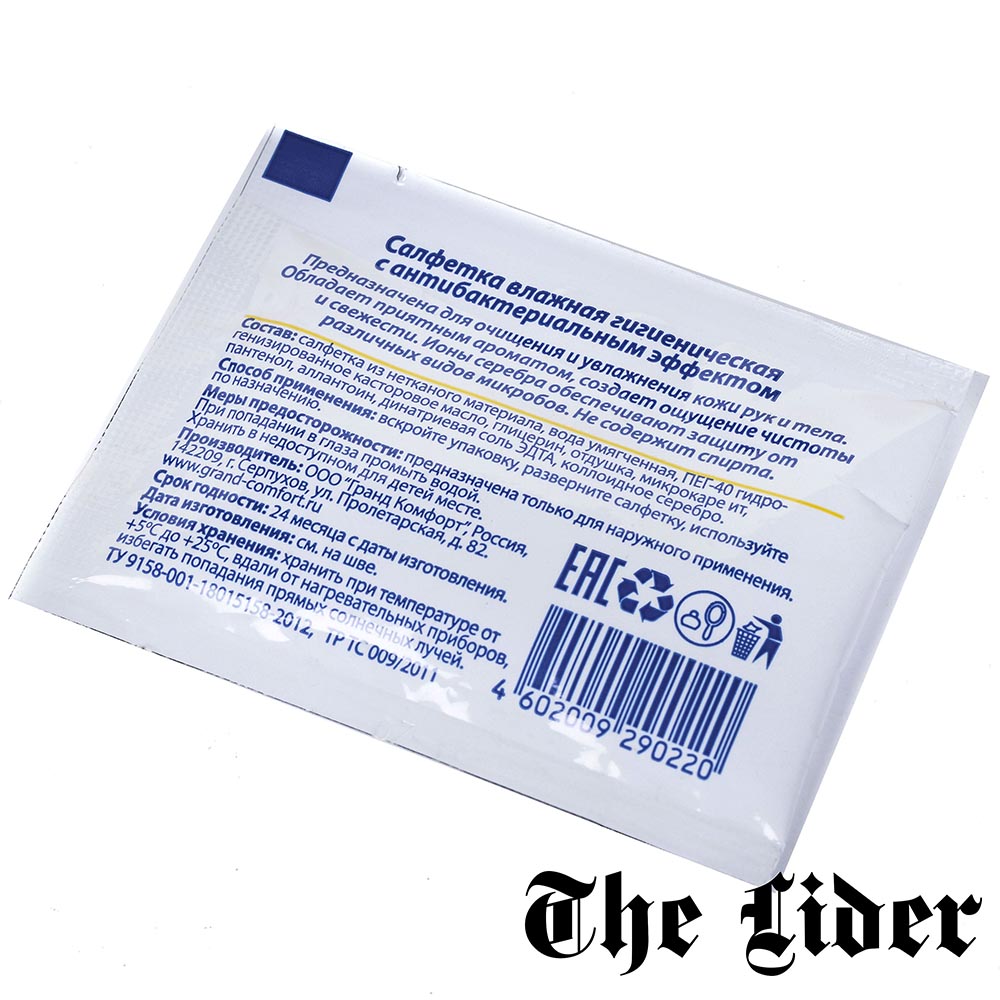 Салфетка влажная гигиеническая
с антибактериальным эффектом
Предназначена для очищения и увлажнения кожи рук и тела.
Обладает приятным ароматом, создает ощущение чистоты
и свежести. Ионы серебра обеспечивают защиту от
различных видов микробов. Не содержит спирта.
Состав: салфетка из нетканого материала, вода умягченная, ПЕГ-40 гидро-
генизированное касторовое масло, глицерин, отдушка, микрокаре ит,
пантенол, аллантоин, динатриевая соль ЭДТА, коллоидное серебро.
Способ применения: вскройте упаковку, разверните салфетку, используйте
по назначению.
Меры предосторожности: предназначена только для наружного применения.
При попадании в глаза промыть водой.
Хранить в недоступном для детей месте.
Производитель: ООО "Гранд Комфорт", Россия,
142209, г. Серпухов, ул. Пролетарская, д. 82.
www.grand-comfort.ru
Срок годности: 24 месяца с даты изготовления.
Дата изготовления: см. на шве.
Условия хранения: хранить при температуре от
+5°C до +25°C, вдали от нагревательных приборов,
избегать попадания прямых солнечных лучей.
ТУ 9158-001-18015158-2012, ТР ТС 009/2011
EAC
4 602009 290220
The Lider